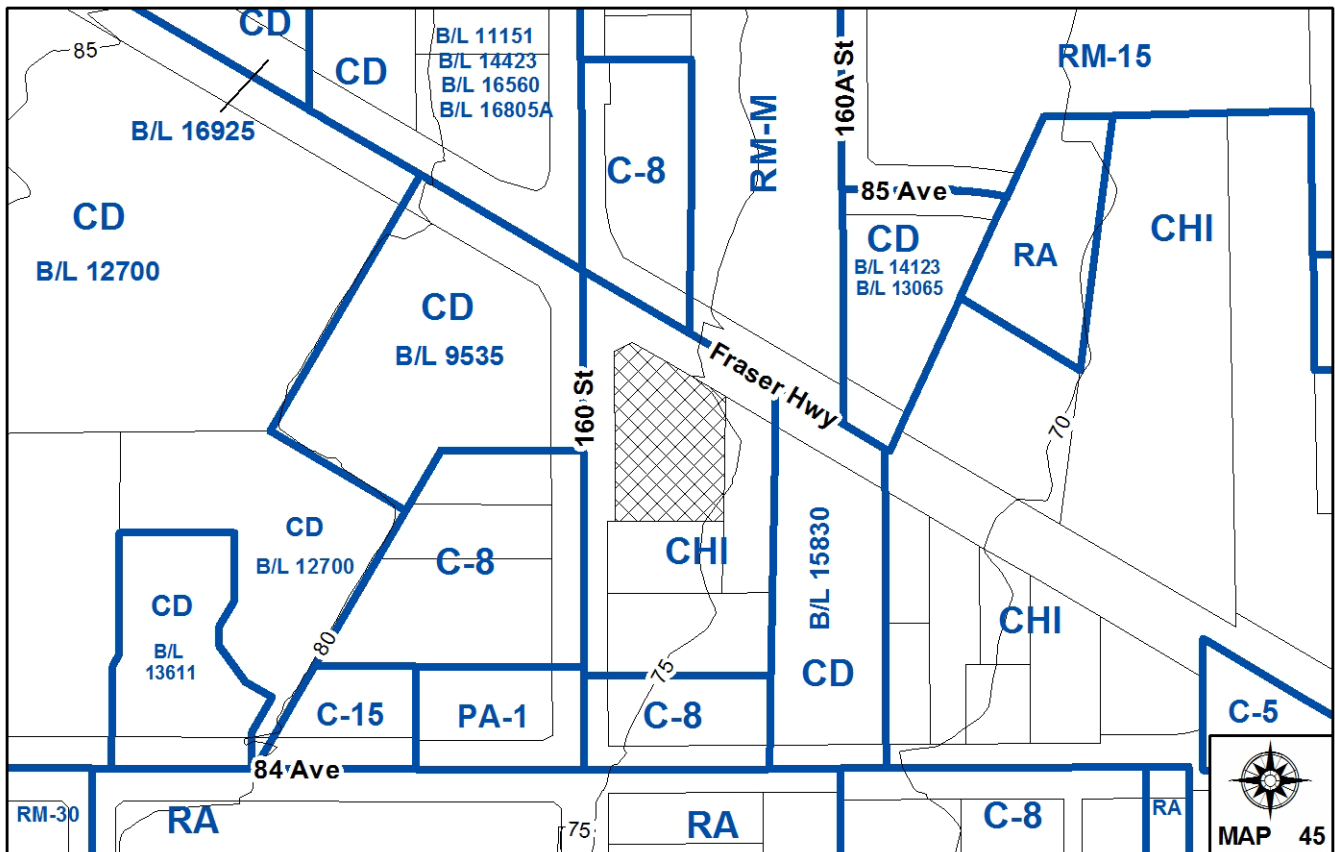 CD
CD
B/L 11151
B/L 14423
B/L 16560
B/L 16805A
85
B/L 16925
160A St
RM-15
RM-M
C-8
85 Ave
CD
B/L 12700
CD
B/L 14123
B/L 13065
RA
CHI
CD
B/L 9535
Fraser Hwy
160 St
70
CD
B/L 12700
C-8
CHI
B/L 15830
CD
CHI
CD
B/L
13611
80
75
C-15
PA-1
C-8
C-5
84 Ave
RM-30
RA
75
RA
C-8
RA
MAP 45